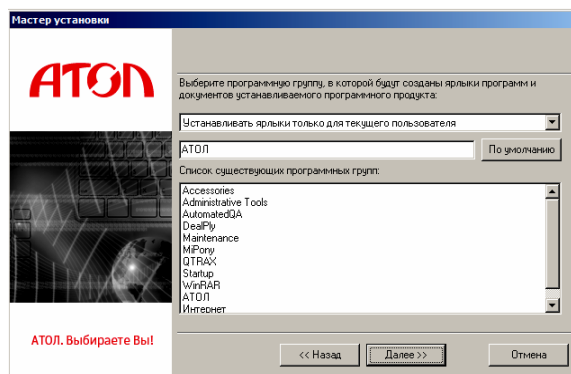 Мастер установки
АТОЛ
Выберите программную группу, в которой будут созданы ярлыки программ и
документов устанавливаемого программного продукта:
Устанавливать ярлыки только для текущего пользователя
АТОЛ
По умолчанию
Список существующих программных групп:
Accessories
Administrative Tools
AutomatedQA
DealPly
Maintenance
MiPony
QTRAX
Startup
WinRAR
АТОЛ
Интернет
АТОЛ. Выбираете Вы!
<< Назад
Далее >>
Отмена